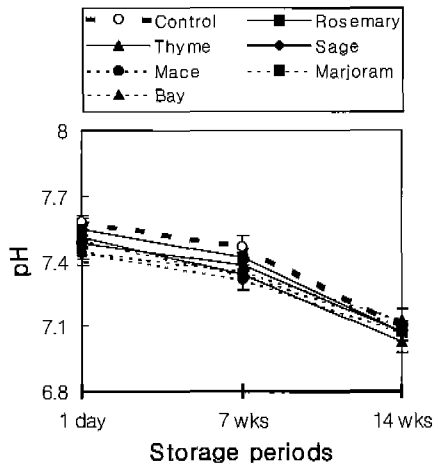 Control Rosemary
Thyme Sage
Mace Marjoram
Bay
8
7.7
7.4
7.1
6.8
pH
1 day 7 wks 14 wks
Storage periods